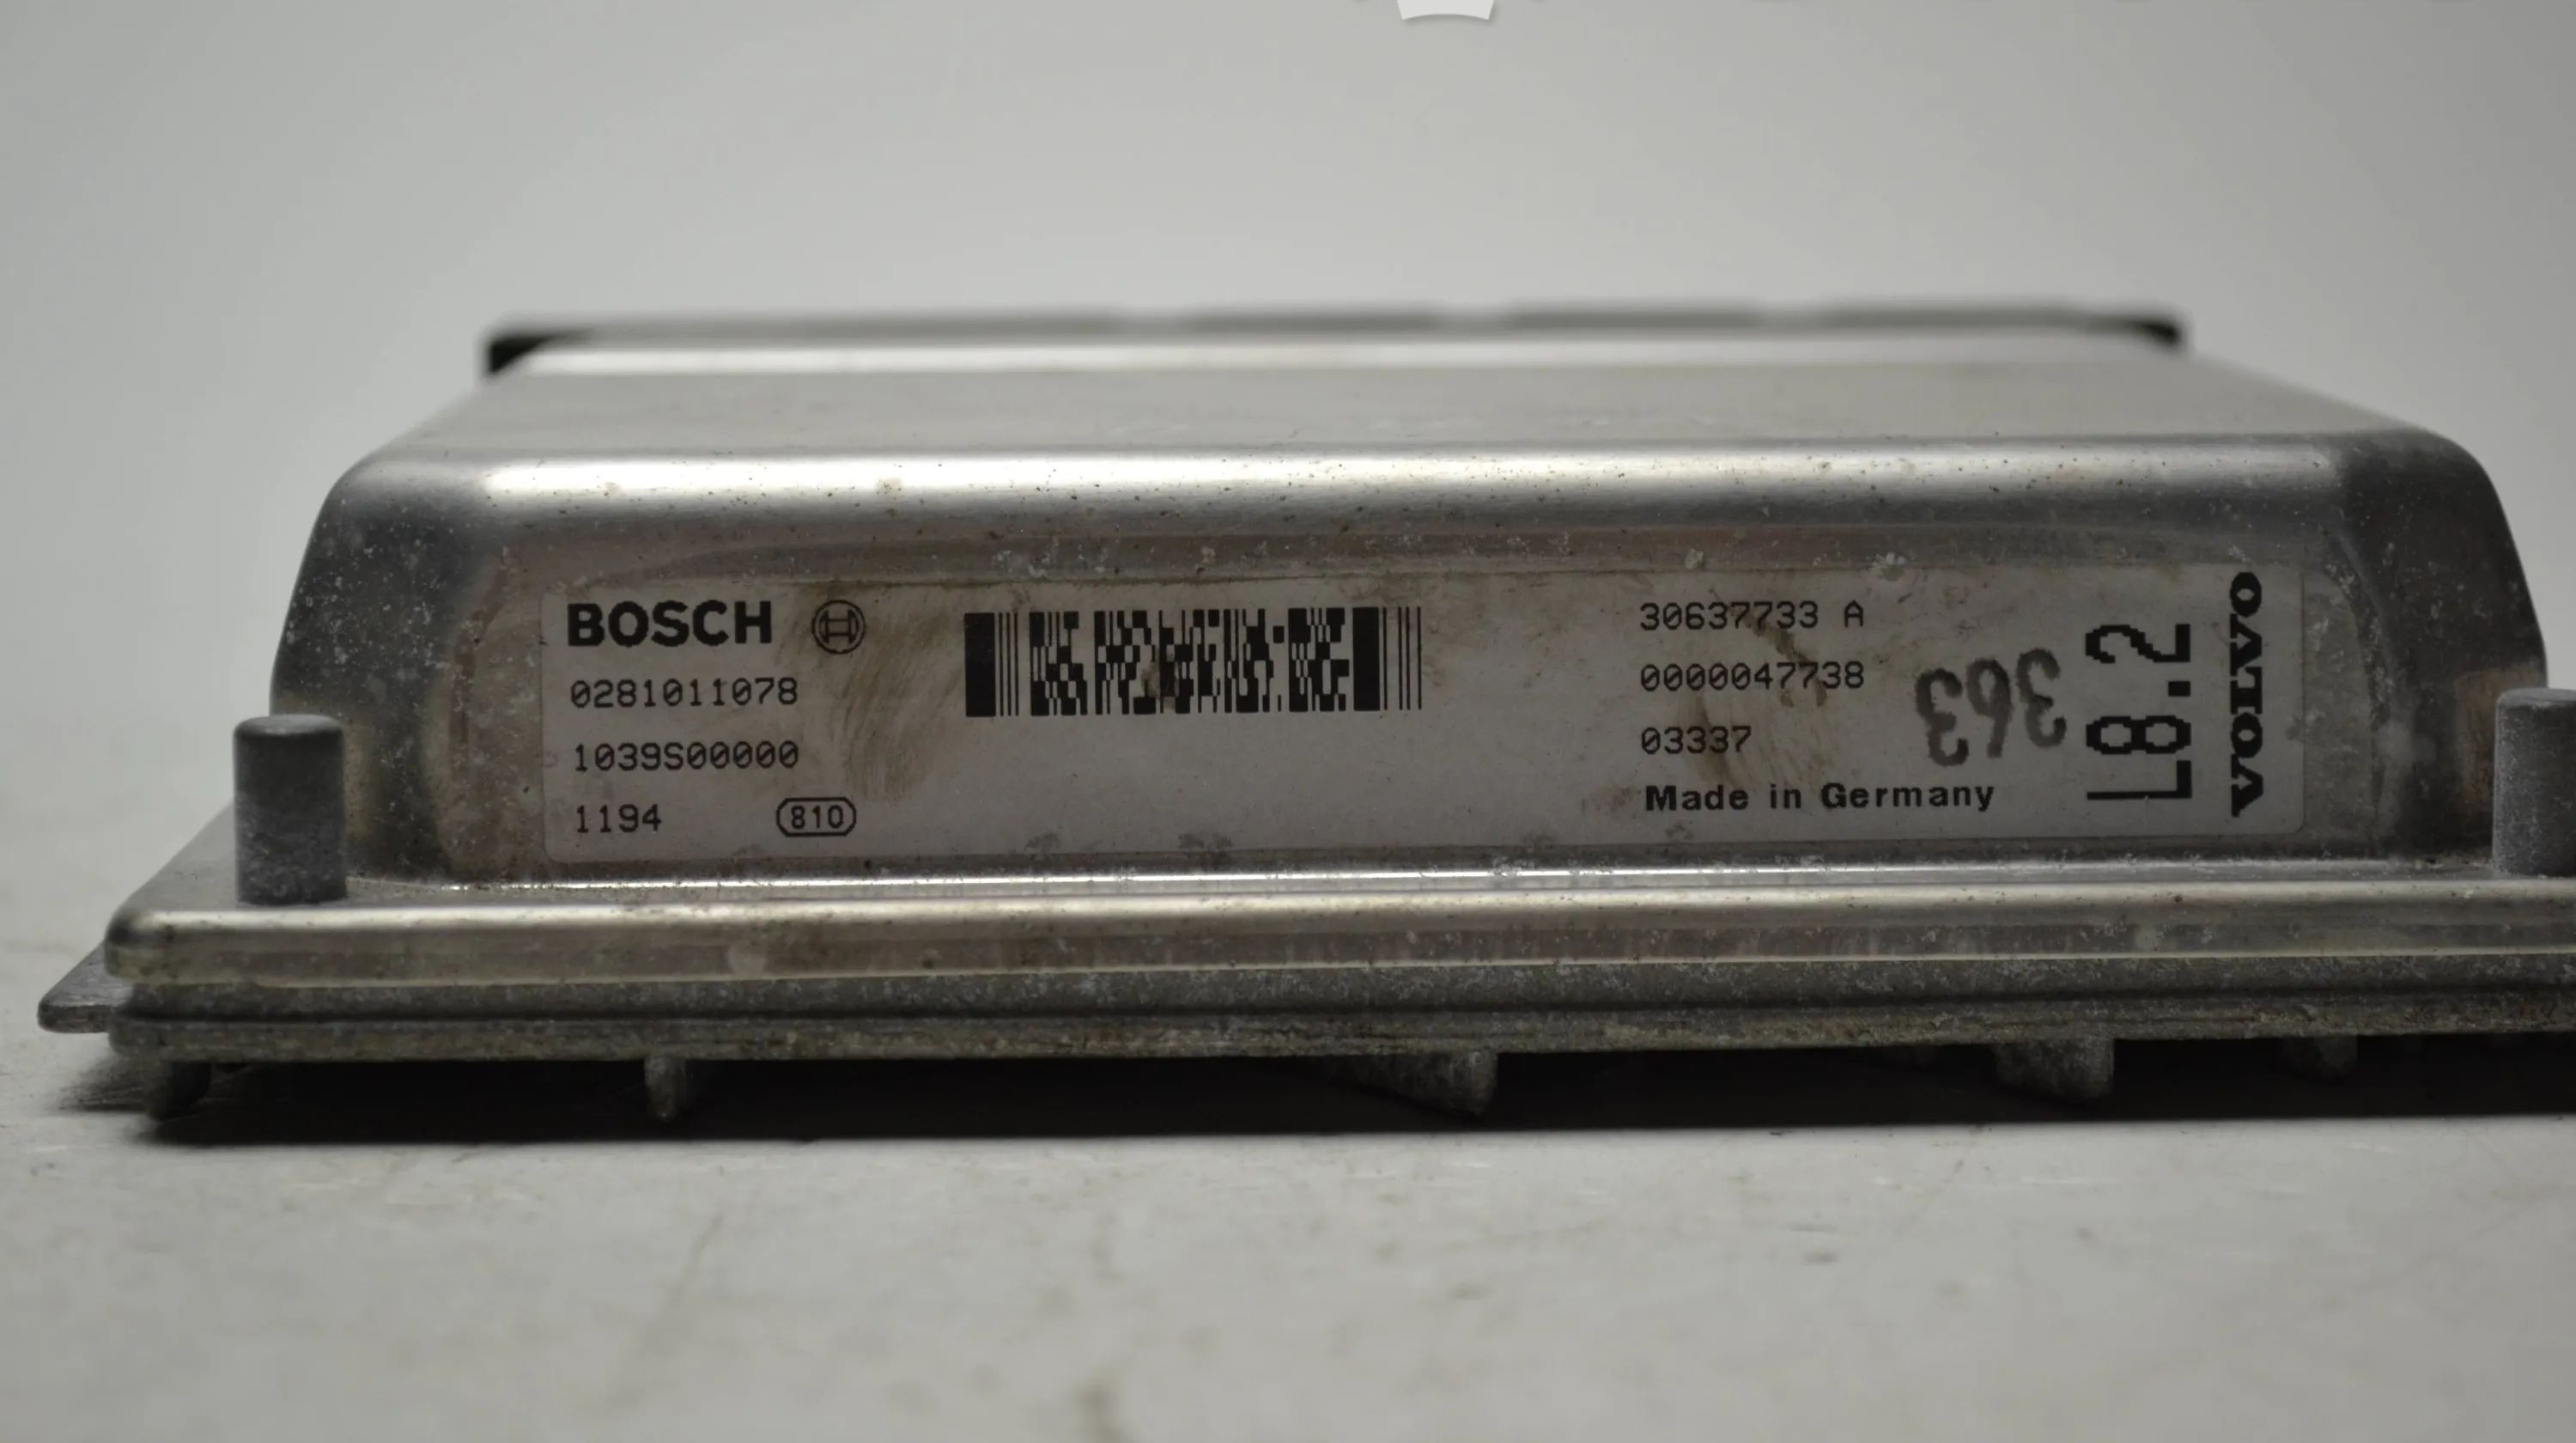 BOSCH
0281011078
1039S00000
1194 810
30637733 A
0000047738
03337
Made in Germany
363
L8.2
VOLVO